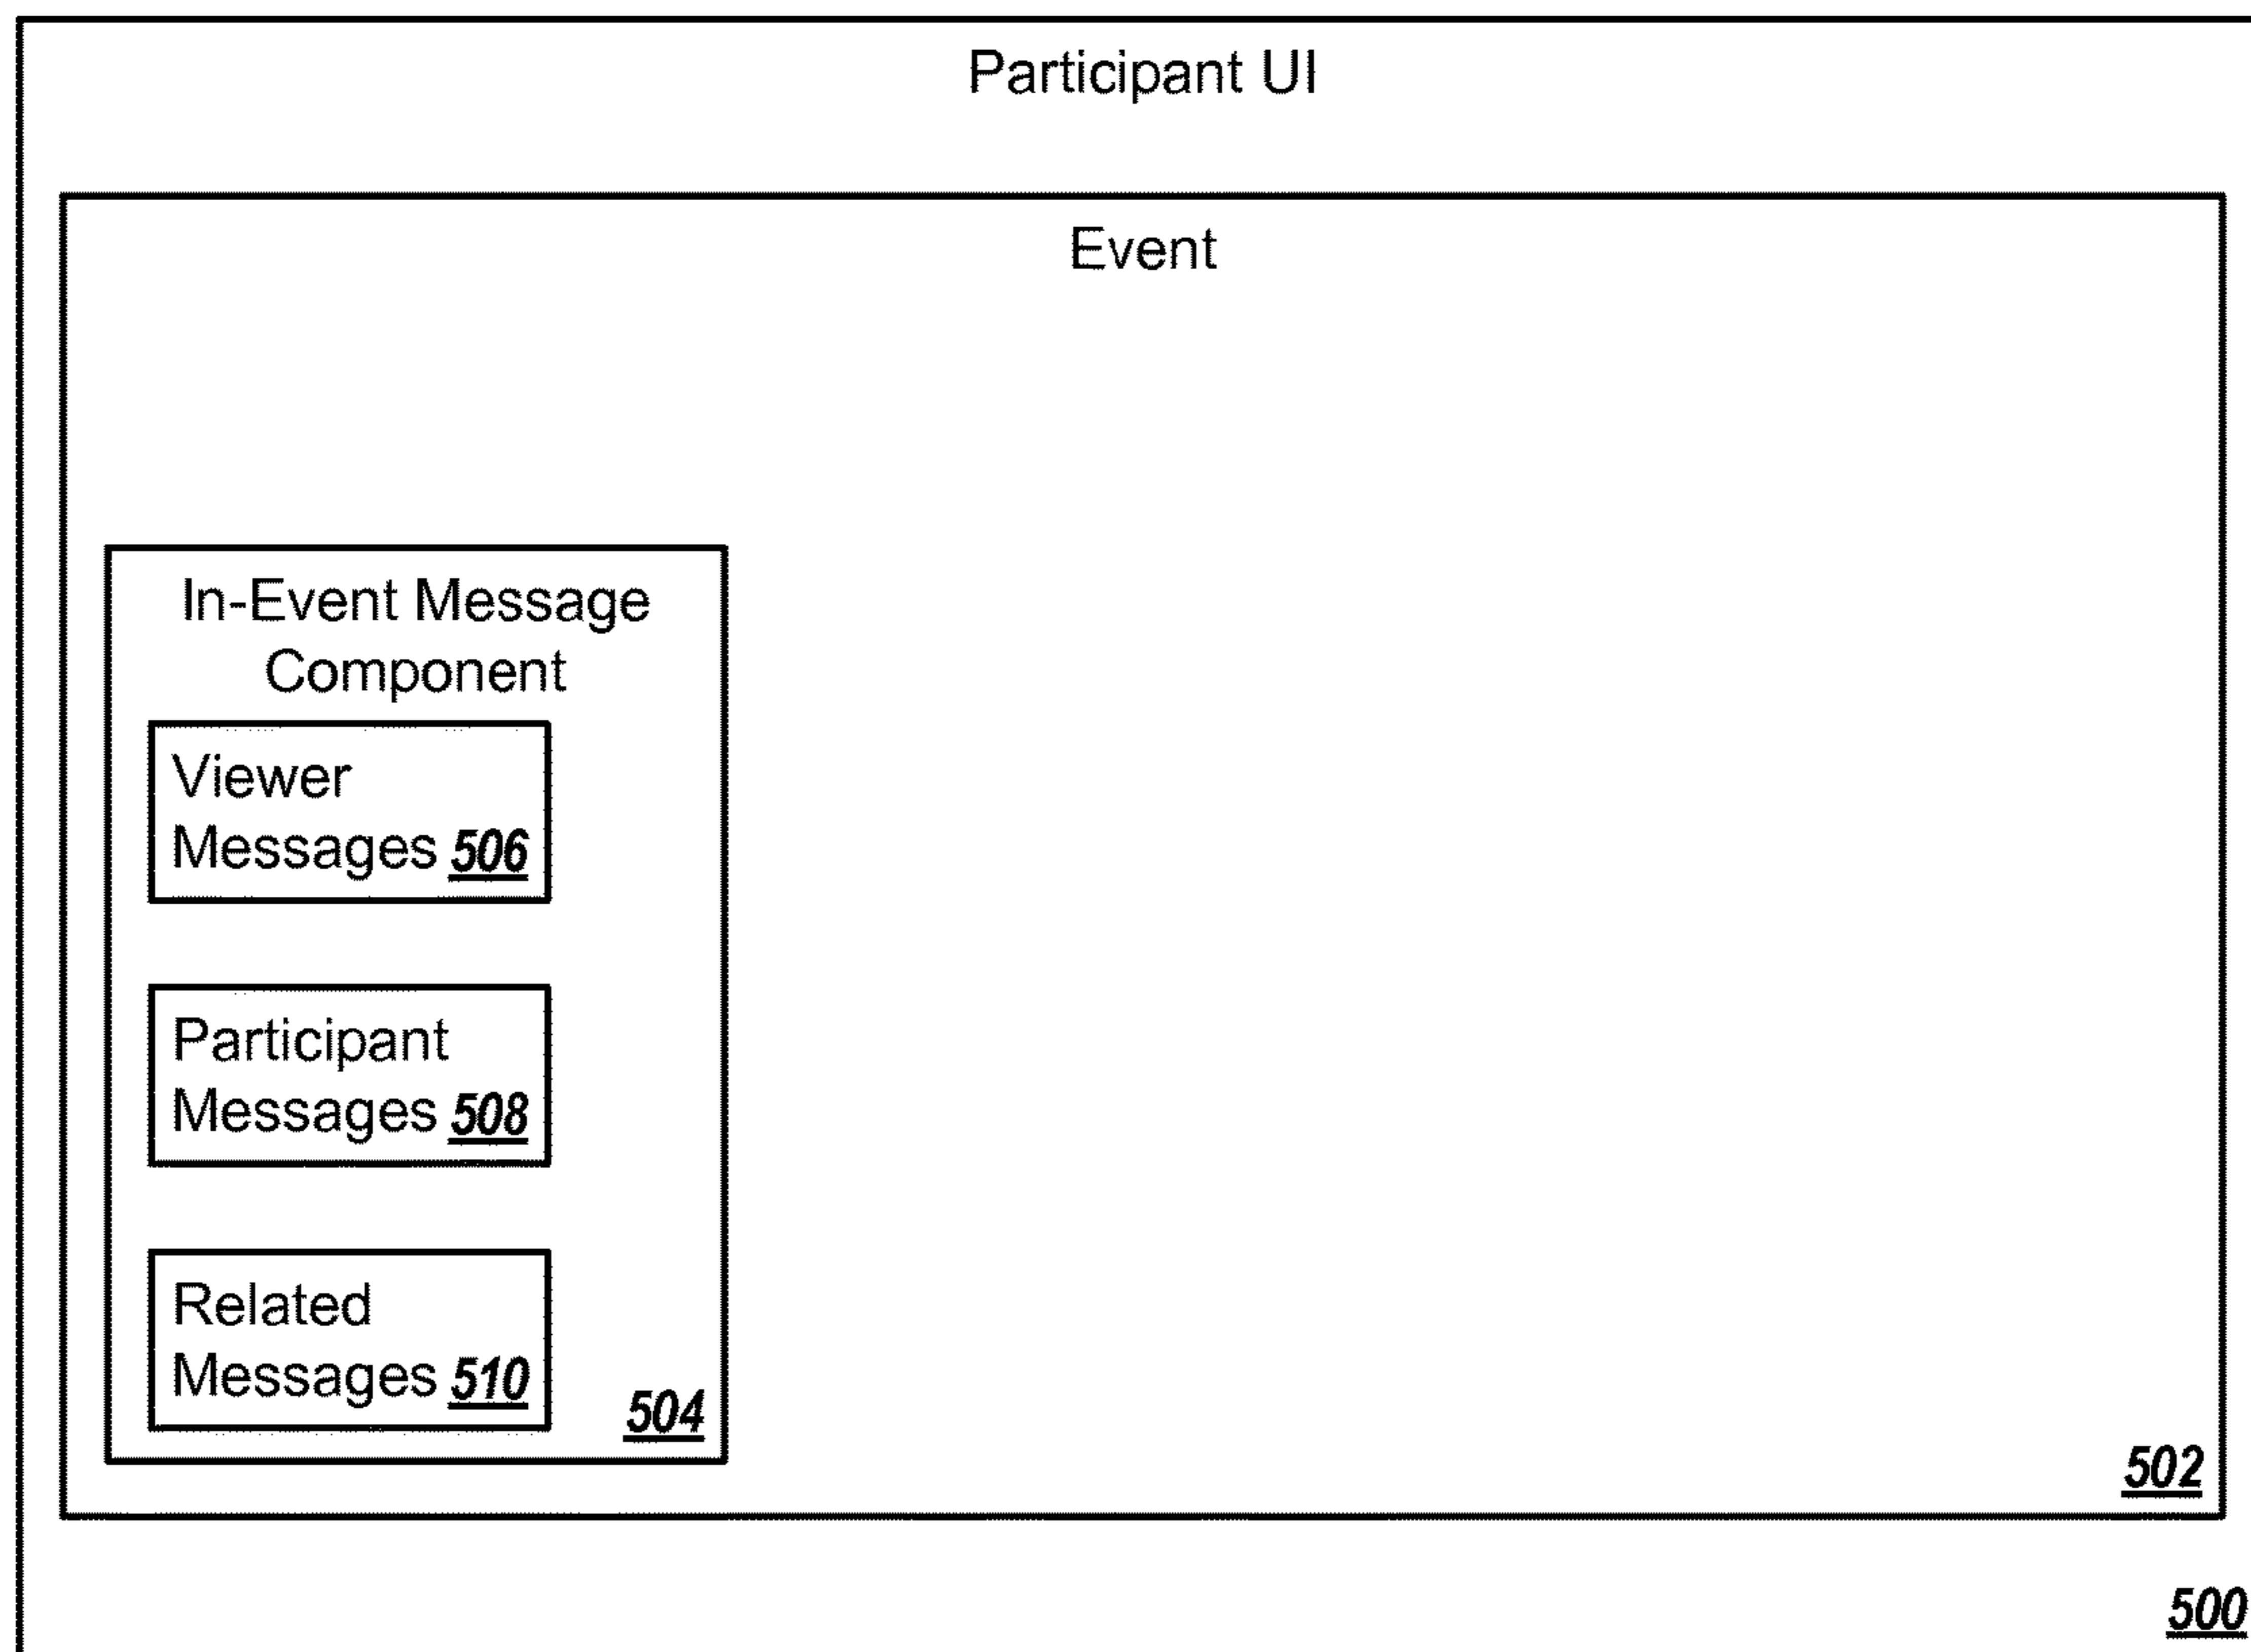 Participant UI
Event
In-Event Message
Component
Viewer
Messages 506
Participant
Messages 508
Related
Messages 510
504
502
500